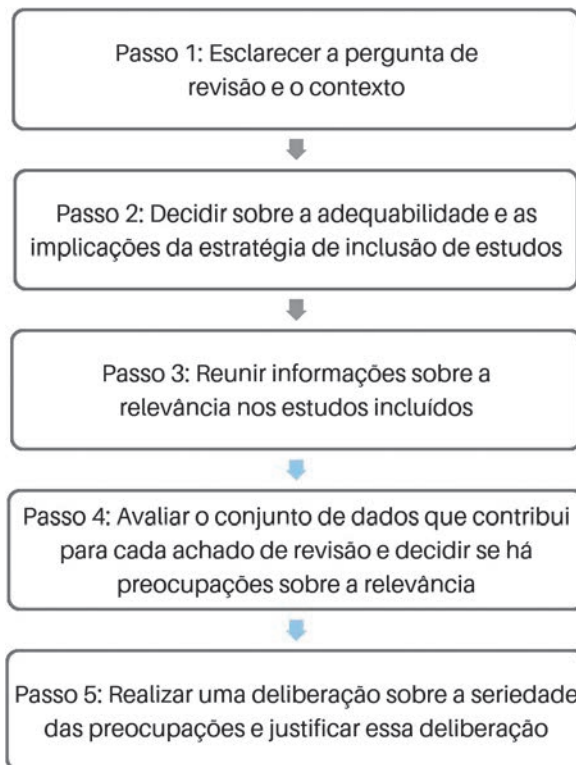 Passo 1: Esclarecer a pergunta de
revisão e o contexto
Passo 2: Decidir sobre a adequabilidade e as
implicações da estratégia de inclusão de estudos
Passo 3: Reunir informações sobre a
relevância nos estudos incluídos
Passo 4: Avaliar o conjunto de dados que contribui
para cada achado de revisão e decidir se há
preocupações sobre a relevância
Passo 5: Realizar uma deliberação sobre a seriedade
das preocupações e justificar essa deliberação